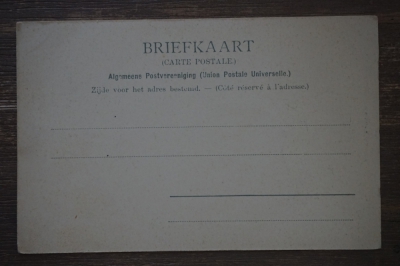 BRIEFKAART
(CARTE POSTALE)
Algemeene Postvereeniging (Union Postale Universelle.)
Zijde voor het adres bestemd. — (Côté réservé à l'adresse.)